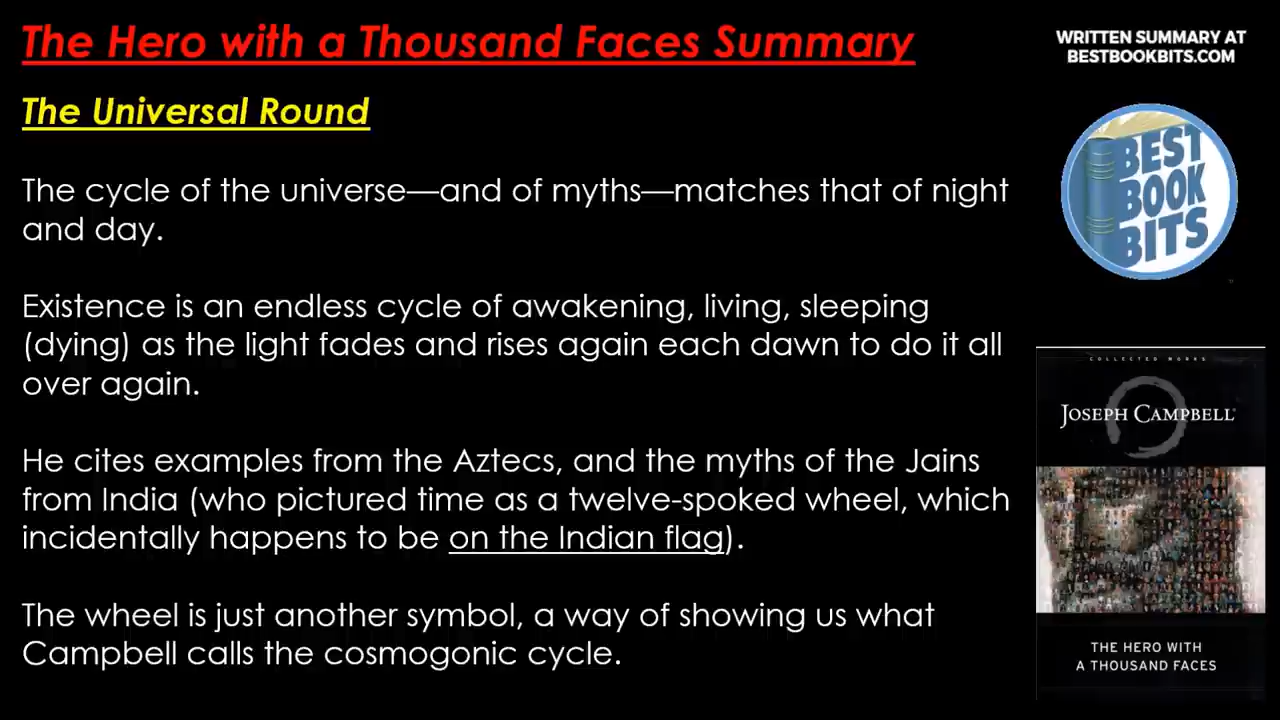 The Hero with a Thousand Faces Summary
WRITTEN SUMMARY AT
BESTBOOKBITS.COM
The Universal Round
BEST
BOOK
BITS
The cycle of the universe—and of myths—matches that of night
and day.
Existence is an endless cycle of awakening, living, sleeping
(dying) as the light fades and rises again each dawn to do it all
over again.
He cites examples from the Aztecs, and the myths of the Jains
from India (who pictured time as a twelve-spoked wheel, which
incidentally happens to be on the Indian flag).
The wheel is just another symbol, a way of showing us what
Campbell calls the cosmogonic cycle.
COLLECTED WORKS
JOSEPH CAMPBELL
THE HERO WITH
A THOUSAND FACES